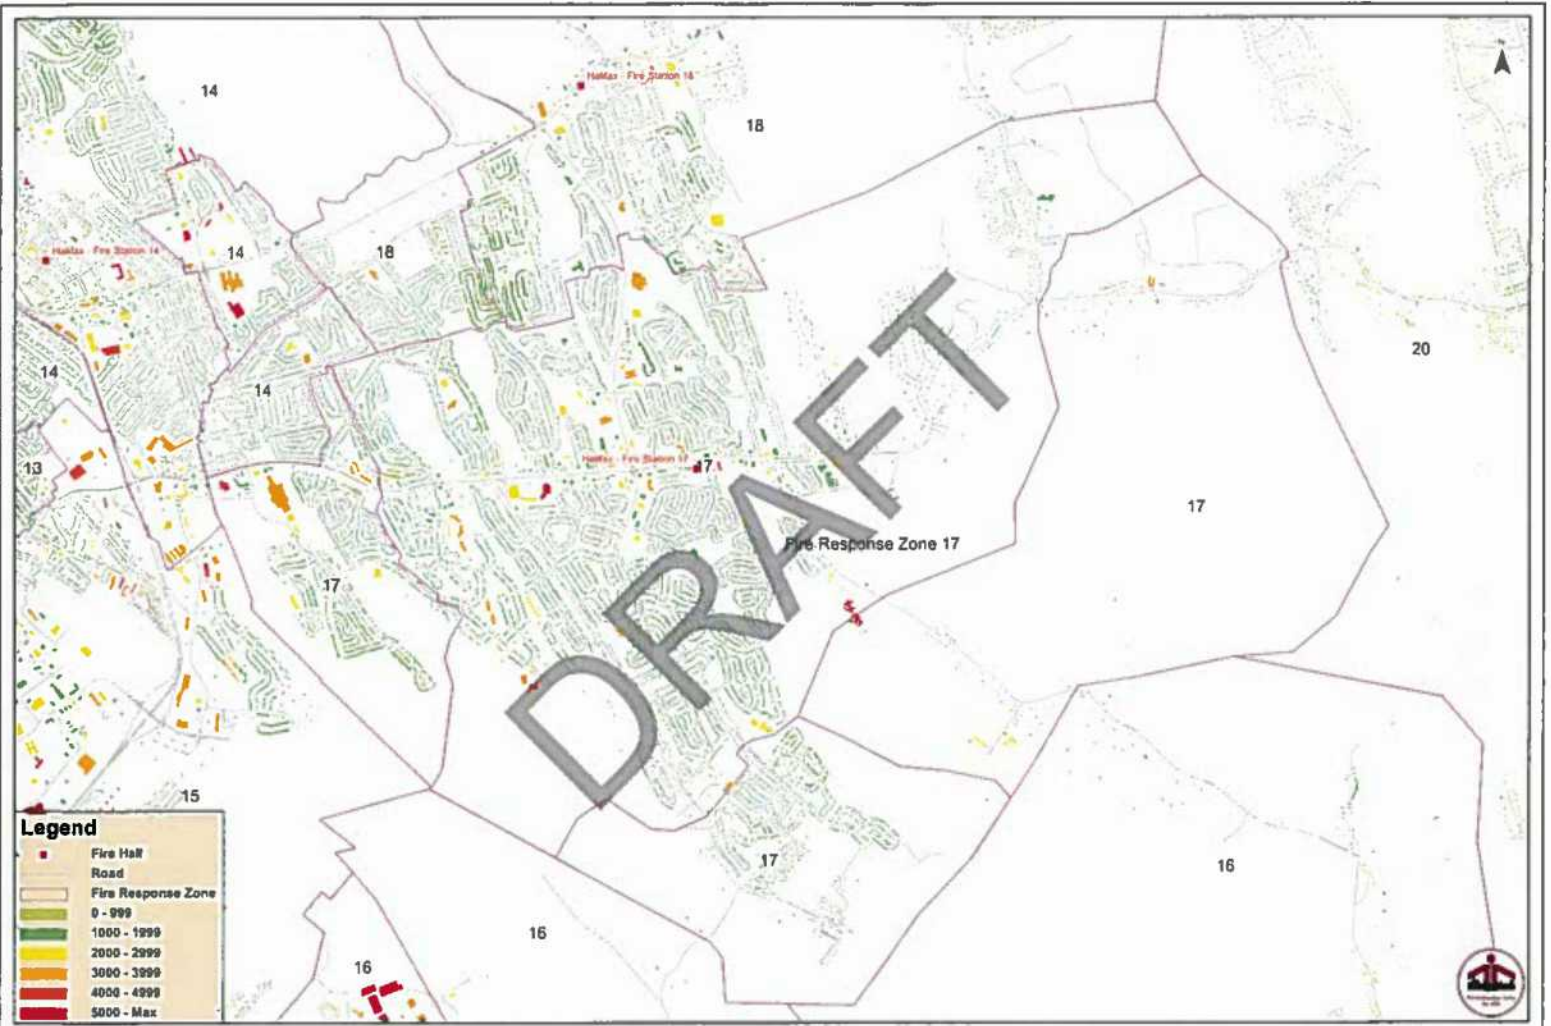 Halifax - Fire Station 18
14
18
Halifax - Fire Station 14
14
18
14
14
20
13
Halifax - Fire Station 17
17
17
Fire Response Zone 17
17
DRAFT
15
17
16
16
16
Legend
Fire Hall
Road
Fire Response Zone
0 - 999
1000 - 1999
2000 - 2999
3000 - 3999
4000 - 4999
5000 - Max